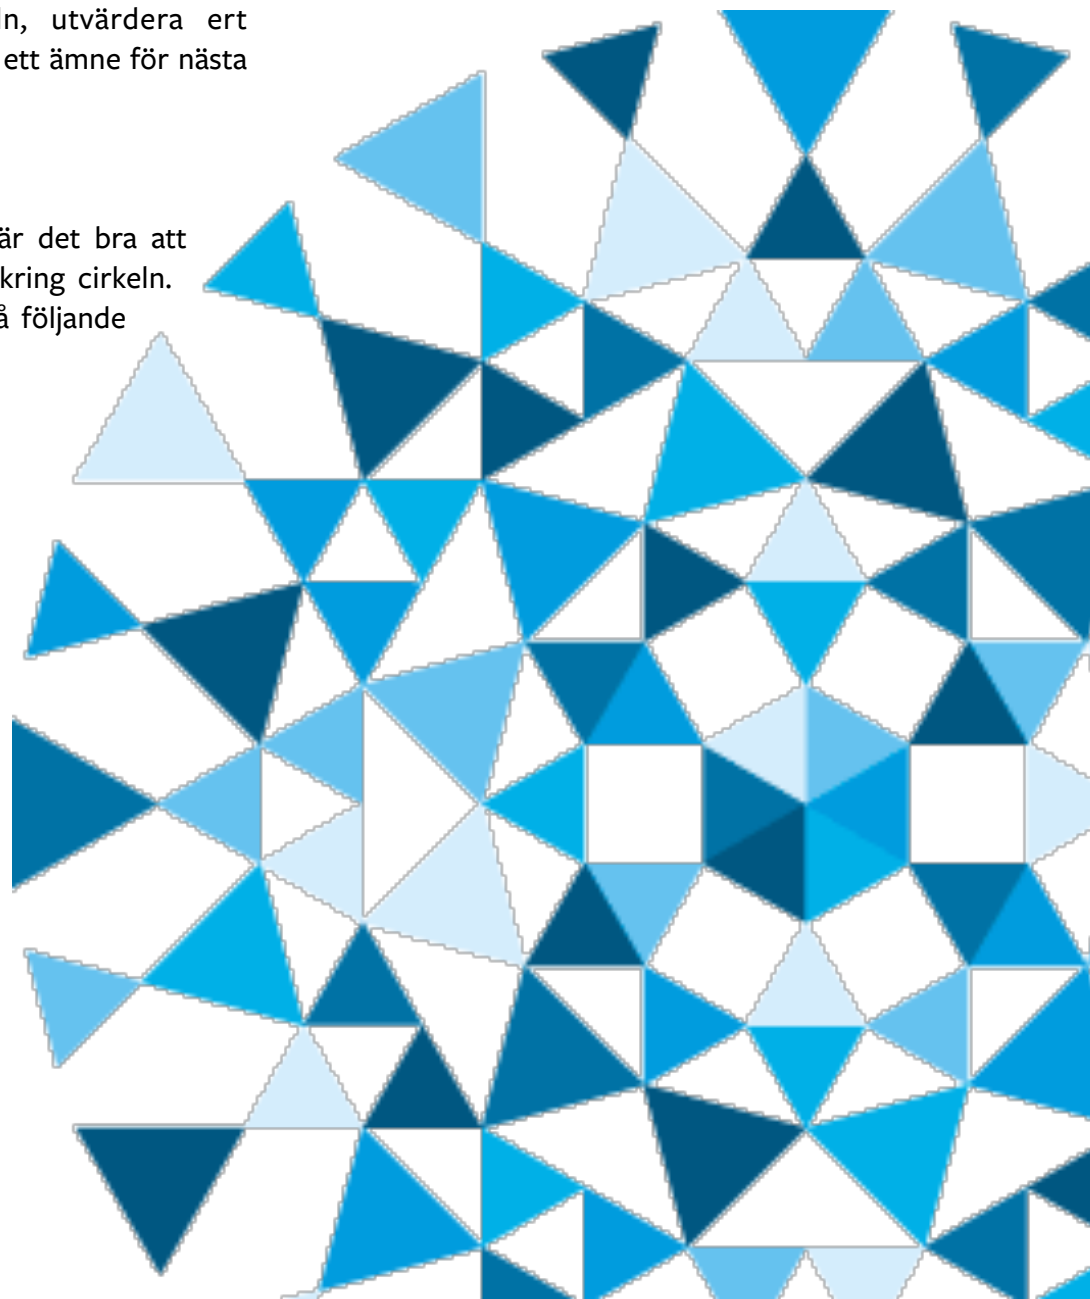 ln, utvärdera ert
ett ämne för nästa
är det bra att
kring cirkeln.
å följande